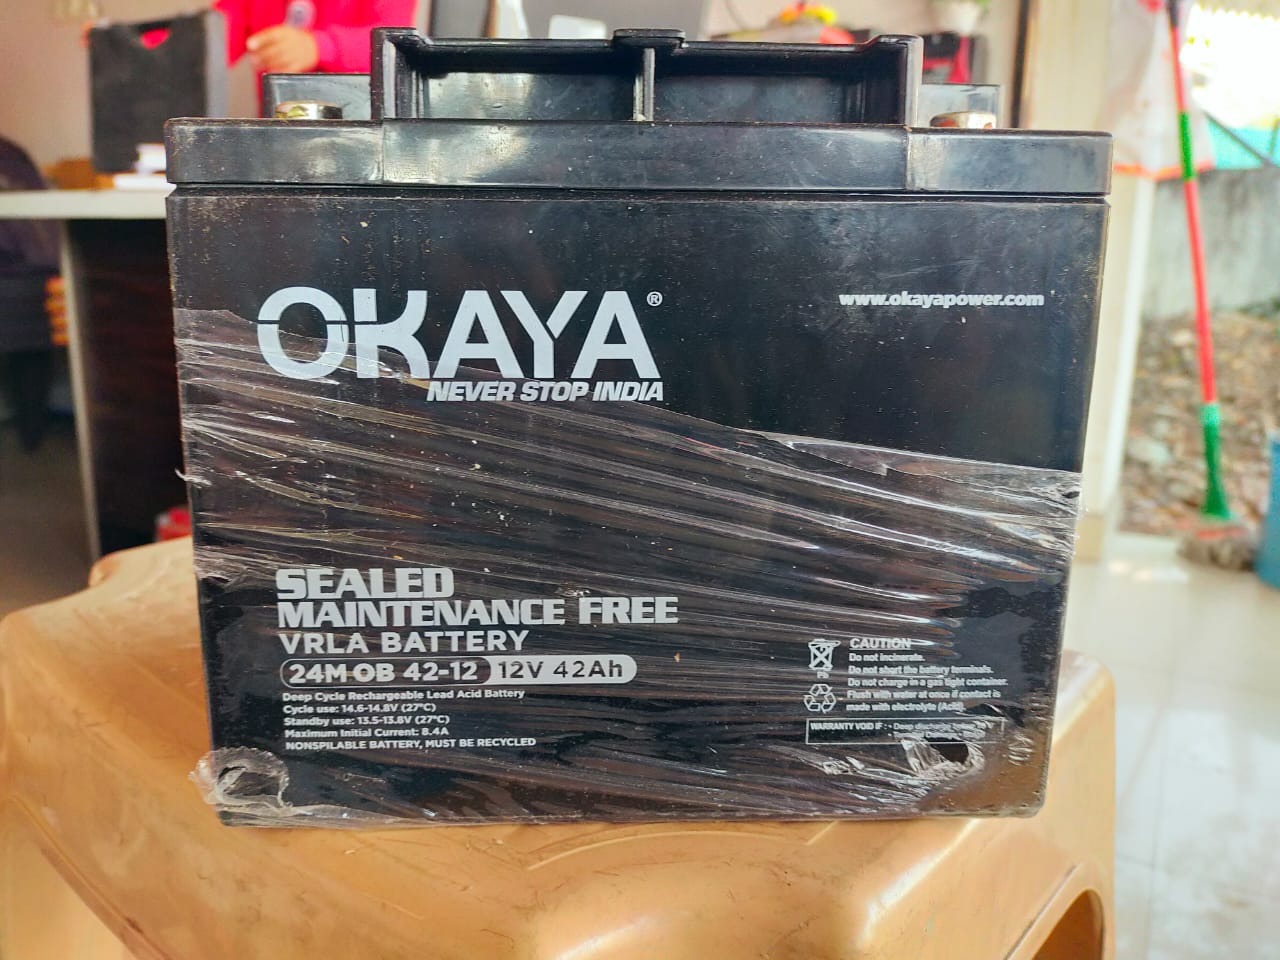 OKAYA®
NEVER STOP INDIA
www.okayapower.com
SEALED
MAINTENANCE FREE
VRLA BATTERY
24M OB 42-12 12V 42Ah
Deep Cycle Rechargeable Lead Acid Battery
Cycle use: 14.6-14.8V (27°C)
Standby use: 13.5-13.8V (27°C)
Maximum Initial Current: 8.4A
NONSPILABLE BATTERY, MUST BE RECYCLED
Pb
CAUTION
Do not incinerate.
Do not short the battery terminals.
Do not charge in a gas tight container.
Flush with water at once if contact is
made with electrolyte (Acid).
WARRANTY VOID IF : • Deep discharge